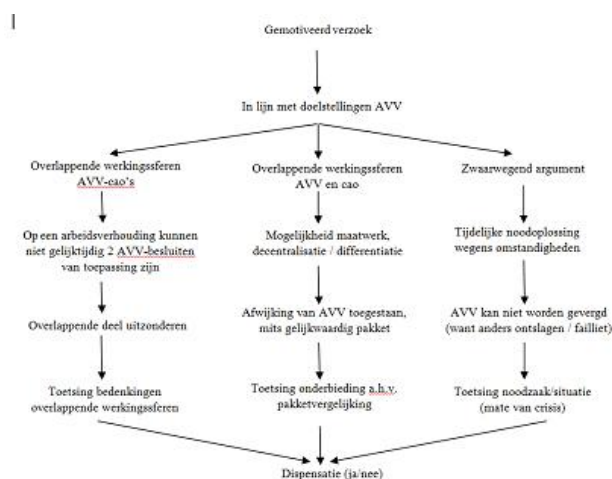 Gemotiveerd verzoek
In lijn met doelstellingen AVV
Overlappende werkingssferen
AVV-cao's
Op een arbeidsverhouding kunnen
niet gelijktijdig 2 AVV-besluiten
van toepassing zijn
Overlappende deel uitzonderen
Toetsing bedenkingen
overlappende werkingssferen
Overlappende werkingssferen
AVV en cao
Mogelijkheid maatwerk,
decentralisatie / differentiatie
Afwijking van AVV toegestaan,
mits gelijkwaardig pakket
Toetsing onderbieding a.h.v.
pakketvergelijking
Zwaarwegend argument
Tijdelijke noodoplossing
wegens omstandigheden
AVV kan niet worden gevergd
(want anders ontslagen / failliet)
Toetsing noodzaak/situatie
(mate van crisis)
Dispensatie (ja/nee)